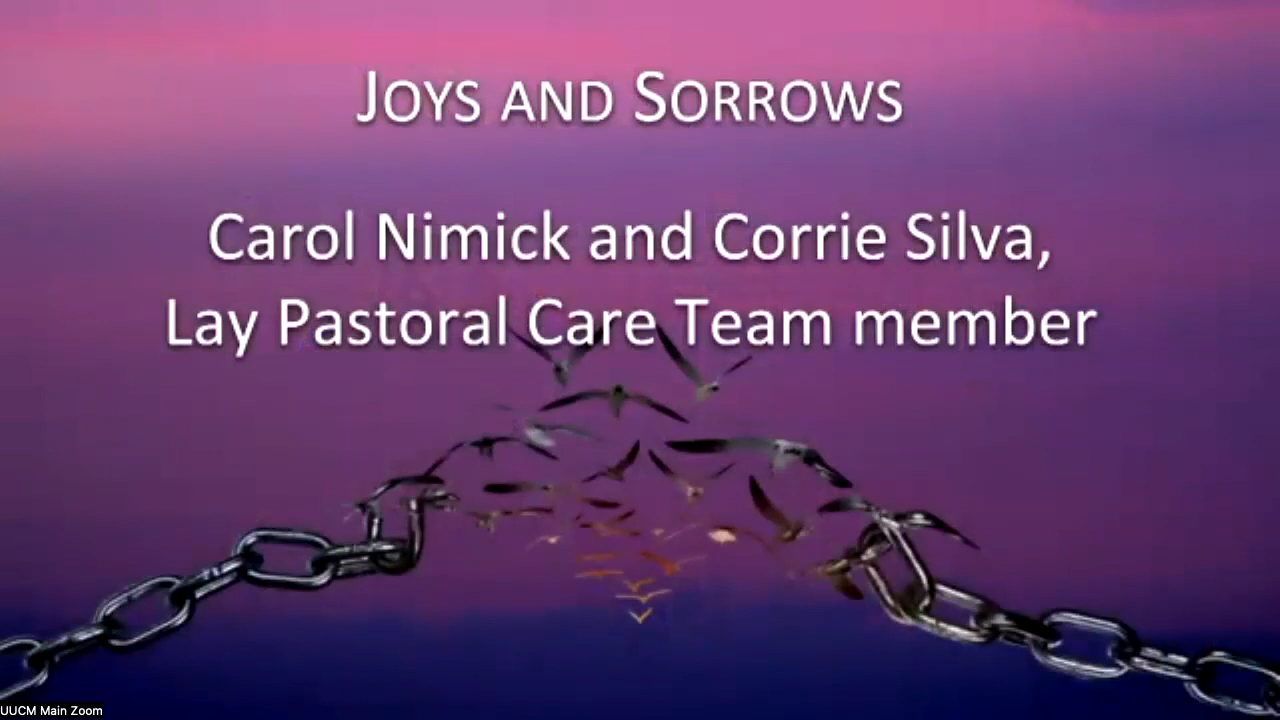 Joys and Sorrows
Carol Nimick and Corrie Silva,
Lay Pastoral Care Team member
UUCM Main Zoom